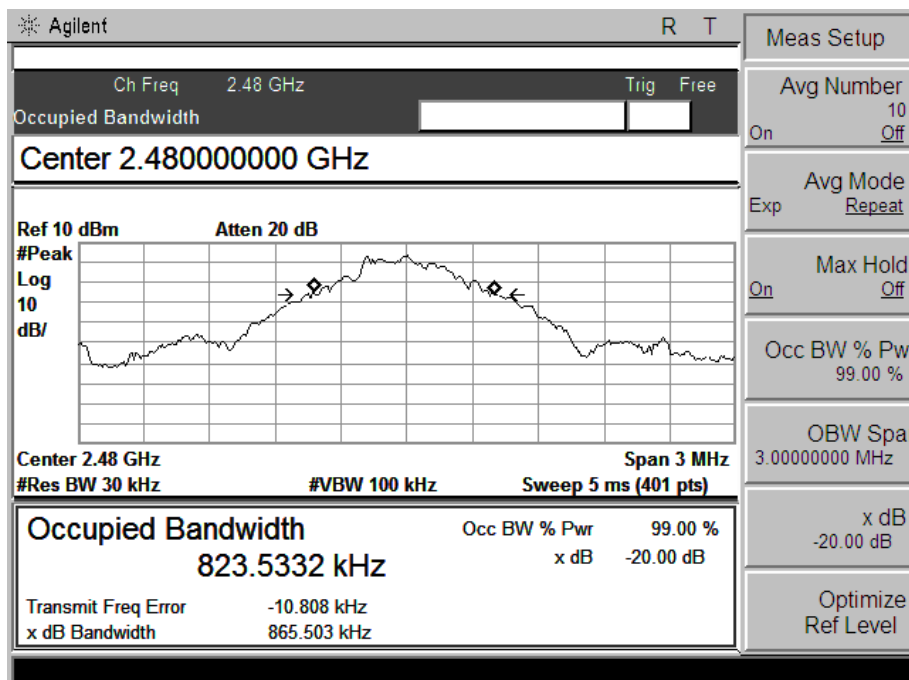 Agilent R T
Ch Freq 2.48 GHz Trig Free
Occupied Bandwidth
Center 2.480000000 GHz
Ref 10 dBm Atten 20 dB
#Peak
Log
10
dB/
Center 2.48 GHz Span 3 MHz
#Res BW 30 kHz #VBW 100 kHz Sweep 5 ms (401 pts)
Occupied Bandwidth Occ BW % Pwr 99.00 %
823.5332 kHz x dB -20.00 dB
Transmit Freq Error -10.808 kHz
x dB Bandwidth 865.503 kHz
Meas Setup
Avg Number
10
On Off
Avg Mode
Exp Repeat
Max Hold
On Off
Occ BW % Pw
99.00 %
OBW Spa
3.00000000 MHz
x dB
-20.00 dB
Optimize
Ref Level